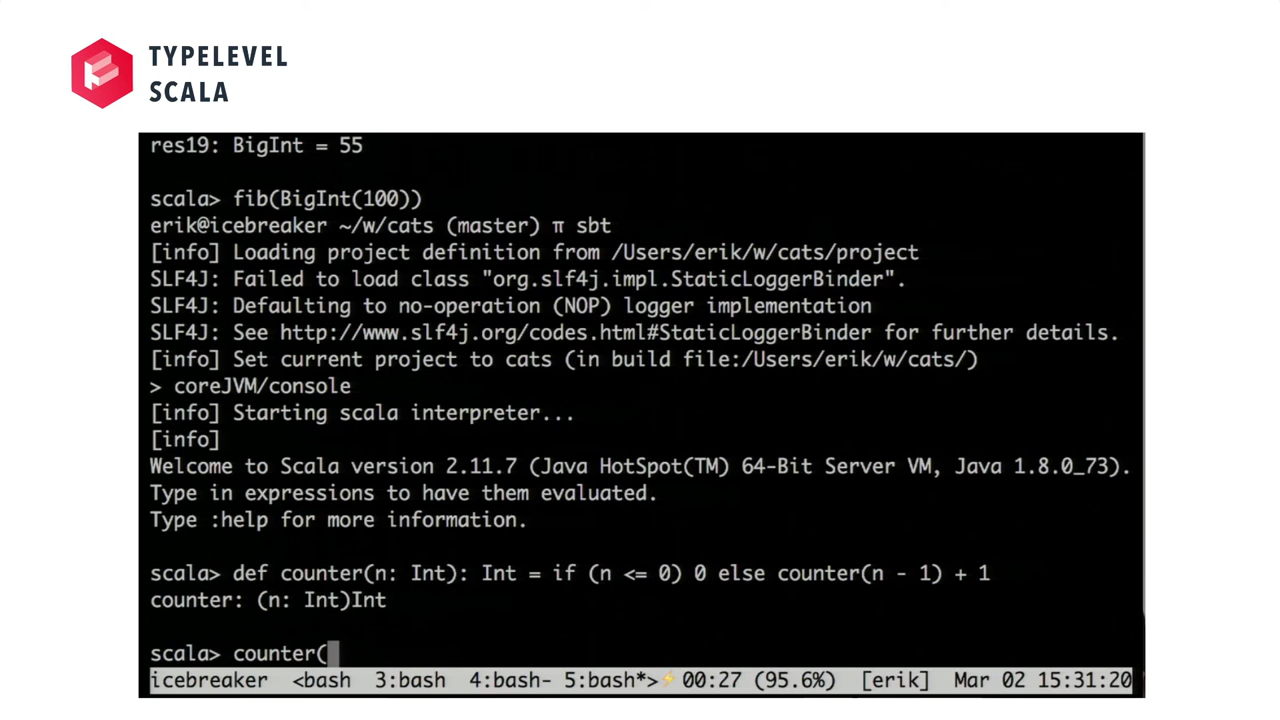 TYPELEVEL
SCALA
res19: BigInt = 55
scala> fib(BigInt(100))
erik@icebreaker ~/w/cats (master) π sbt
[info] Loading project definition from /Users/erik/w/cats/project
SLF4J: Failed to load class "org.slf4j.impl.StaticLoggerBinder".
SLF4J: Defaulting to no-operation (NOP) logger implementation
SLF4J: See http://www.slf4j.org/codes.html#StaticLoggerBinder for further details.
[info] Set current project to cats (in build file:/Users/erik/w/cats/)
> coreJVM/console
[info] Starting scala interpreter...
[info]
Welcome to Scala version 2.11.7 (Java HotSpot(TM) 64-Bit Server VM, Java 1.8.0_73).
Type in expressions to have them evaluated.
Type :help for more information.
scala> def counter(n: Int): Int = if (n <= 0) 0 else counter(n - 1) + 1
counter: (n: Int)Int
scala> counter(
icebreaker <bash 3:bash 4:bash- 5:bash*>⚡00:27 (95.6%) [erik] Mar 02 15:31:20